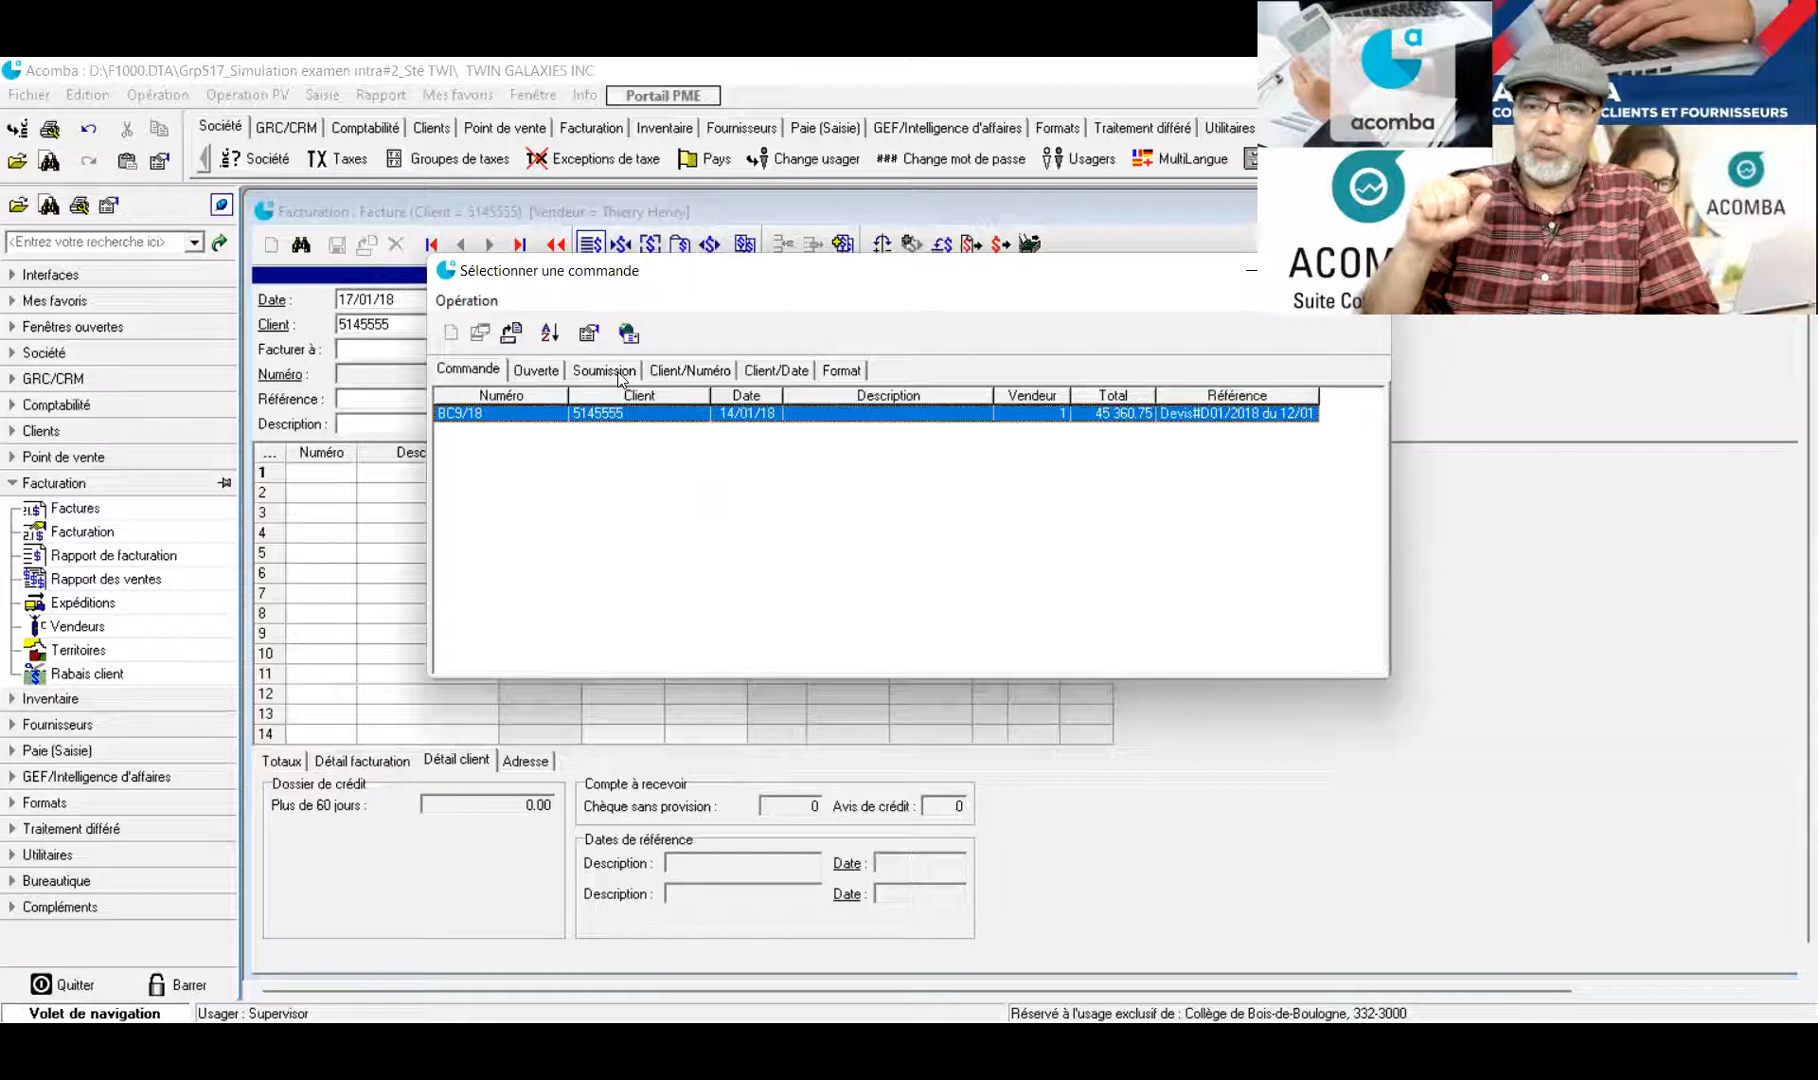 Acomba : D:\F1000.DTA\Grp517_Simulation examen intra#2_Sté TWI\ TWIN GALAXIES INC
Fichier Edition Opération Operation PV Saisie Rapport Mes favoris Fenêtre Info Portail PME
Société GRC/CRM Comptabilité Clients Point de vente Facturation Inventaire Fournisseurs Paie (Saisie) GEF/Intelligence d'affaires Formats Traitement différé Utilitaires
Société TX Taxes Groupes de taxes Exceptions de taxe Pays Change usager ### Change mot de passe Usagers MultiLangue
acomba
CLIENTS ET FOURNISSEURS
ACOMBA
Suite
<Entrez votre recherche ici>
Interfaces
Mes favoris
Fenêtres ouvertes
Société
GRC/CRM
Comptabilité
Clients
Point de vente
Facturation
Factures
Facturation
Rapport de facturation
Rapport des ventes
Expéditions
Vendeurs
Territoires
Rabais client
Inventaire
Fournisseurs
Paie (Saisie)
GEF/Intelligence d'affaires
Formats
Traitement différé
Utilitaires
Bureautique
Compléments
Quitter Barrer
Volet de navigation
Usager : Supervisor
Réservé à l'usage exclusif de : Collège de Bois-de-Boulogne, 332-3000
Facturation : Facture (Client = 5145555) [Vendeur = Thierry Henry]
Date : 17/01/18
Client : 5145555
Facturer à :
Numéro :
Référence :
Description :
... Numéro Desc
1
2
3
4
5
6
7
8
9
10
11
12
13
14
Sélectionner une commande
Opération
Commande Ouverte Soumission Client/Numéro Client/Date Format
Numéro Client Date Description Vendeur Total Référence
BC9/18 5145555 14/01/18 1 45 360.75 Devis#D01/2018 du 12/01
Totaux Détail facturation Détail client Adresse
Dossier de crédit
Plus de 60 jours : 0.00
Compte à recevoir
Chèque sans provision : 0 Avis de crédit : 0
Dates de référence
Description : Date :
Description : Date :